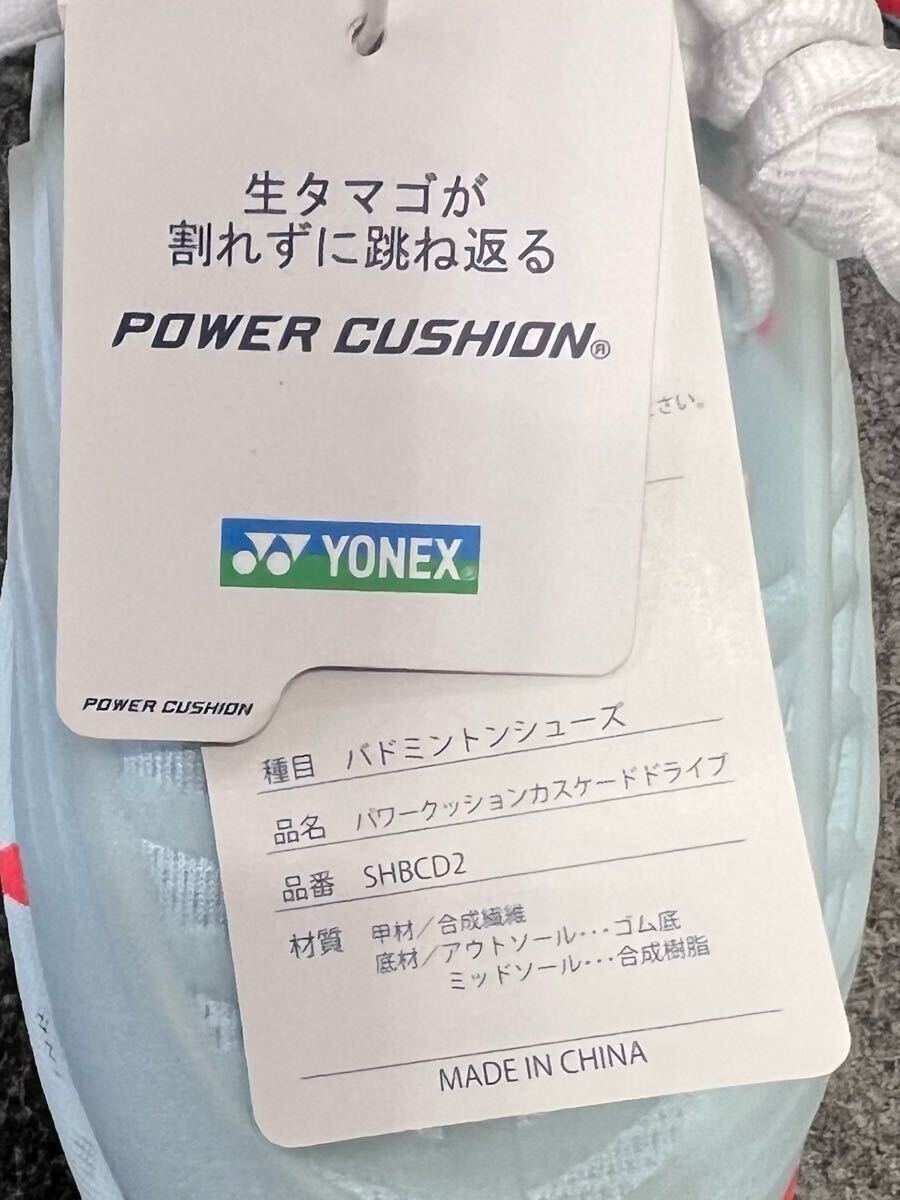 生タマゴが
割れずに跳ね返る
POWER CUSHION®
さい。
YONEX
POWER CUSHION
種目 バドミントンシューズ
品名 パワークッションカスケードドライブ
品番 SHBCD2
材質 甲材/合成繊維
底材/アウトソール・・・ゴム底
ミッドソール・・・合成樹脂
MADE IN CHINA